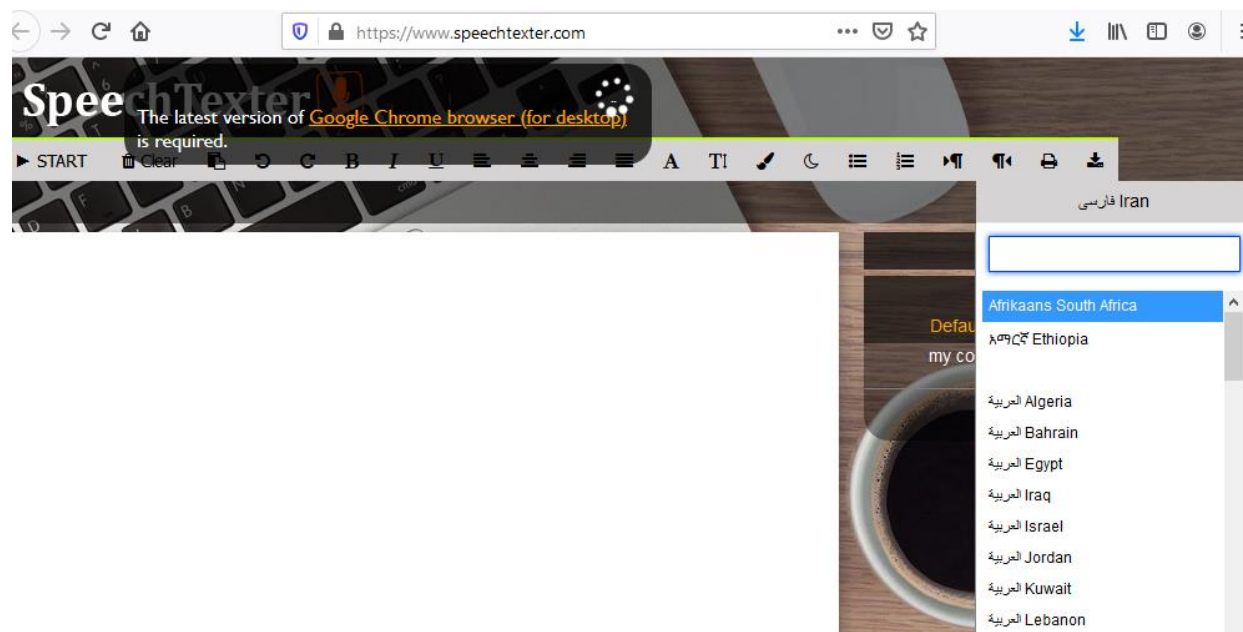 https://www.speechtexter.com
SpeechTexter
The latest version of Google Chrome browser (for desktop)
is required.
START Clear B I U A T
فارسی Iran
Afrikaans South Africa
አማርኛ Ethiopia
Defau
my co
العربية Algeria
العربية Bahrain
العربية Egypt
العربية Iraq
العربية Israel
العربية Jordan
العربية Kuwait
العربية Lebanon